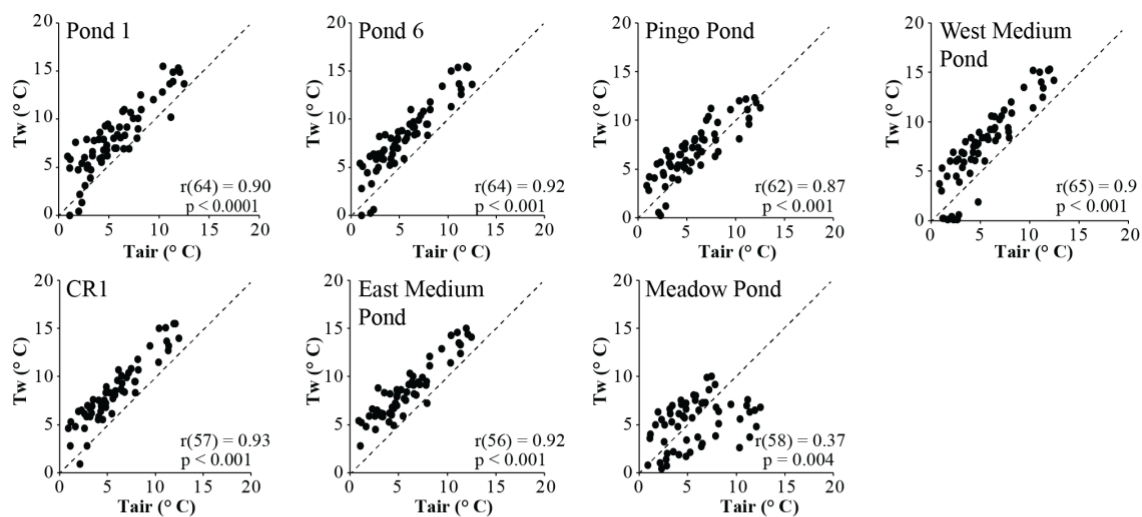 Pond 1
20
15
10
5
0
Tw (° C)
r(64) = 0.90
p < 0.0001
0 5 10 15 20
Tair (° C)
Pond 6
20
15
10
5
0
Tw (° C)
r(64) = 0.92
p < 0.001
0 5 10 15 20
Tair (° C)
Pingo Pond
20
15
10
5
0
Tw (° C)
r(62) = 0.87
p < 0.001
0 5 10 15 20
Tair (° C)
West Medium
Pond
20
15
10
5
0
Tw (° C)
r(65) = 0.9
p < 0.001
0 5 10 15 20
Tair (° C)
CR1
20
15
10
5
0
Tw (° C)
r(57) = 0.93
p < 0.001
0 5 10 15 20
Tair (° C)
East Medium
Pond
20
15
10
5
0
Tw (° C)
r(56) = 0.92
p < 0.001
0 5 10 15 20
Tair (° C)
Meadow Pond
20
15
10
5
0
Tw (° C)
r(58) = 0.37
p = 0.004
0 5 10 15 20
Tair (° C)